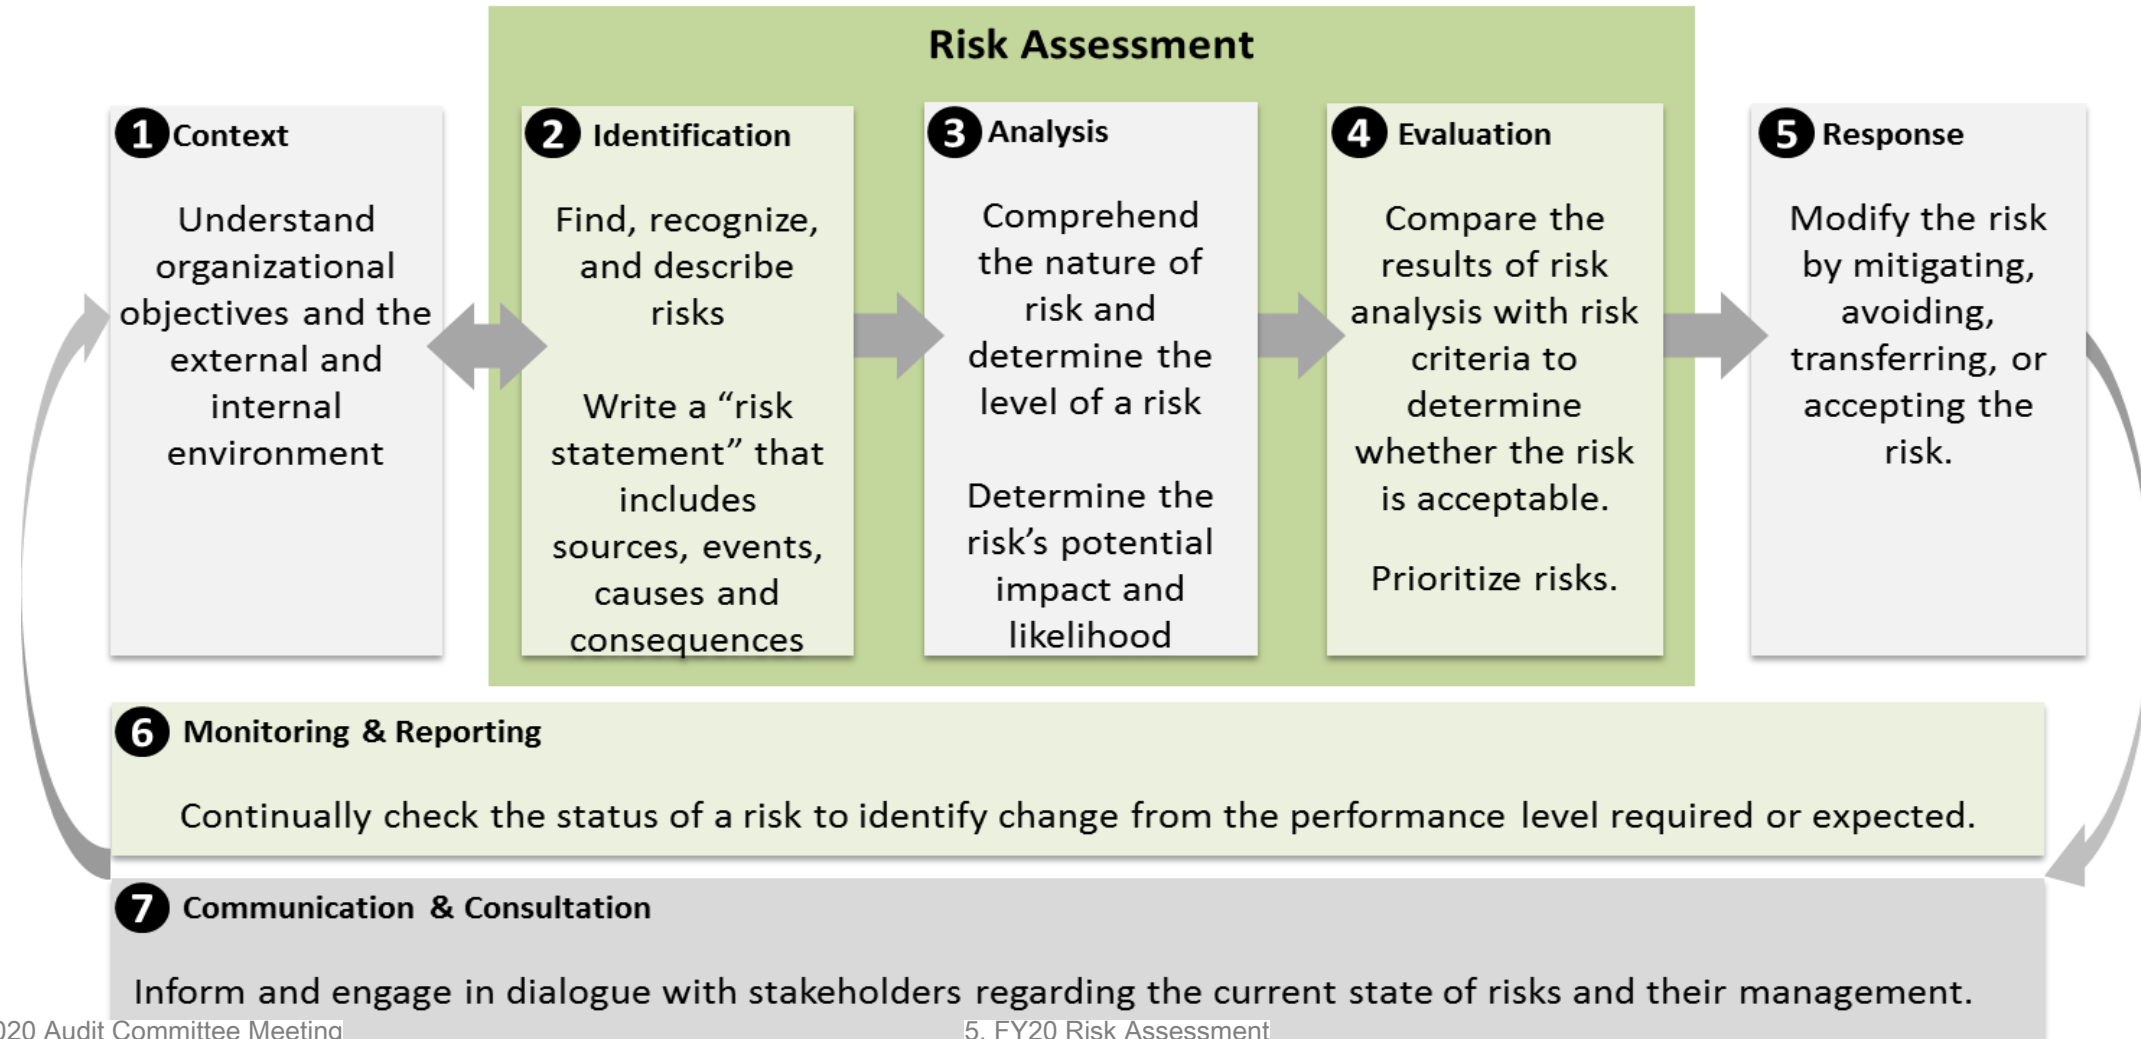 Risk Assessment
1 Context
Understand
organizational
objectives and the
external and
internal
environment
2 Identification
Find, recognize,
and describe
risks
Write a “risk
statement” that
includes
sources, events,
causes and
consequences
3 Analysis
Comprehend
the nature of
risk and
determine the
level of a risk
Determine the
risk’s potential
impact and
likelihood
4 Evaluation
Compare the
results of risk
analysis with risk
criteria to
determine
whether the risk
is acceptable.
Prioritize risks.
5 Response
Modify the risk
by mitigating,
avoiding,
transferring, or
accepting the
risk.
6 Monitoring & Reporting
Continually check the status of a risk to identify change from the performance level required or expected.
7 Communication & Consultation
Inform and engage in dialogue with stakeholders regarding the current state of risks and their management.
020 Audit Committee Meeting
5. FY20 Risk Assessment